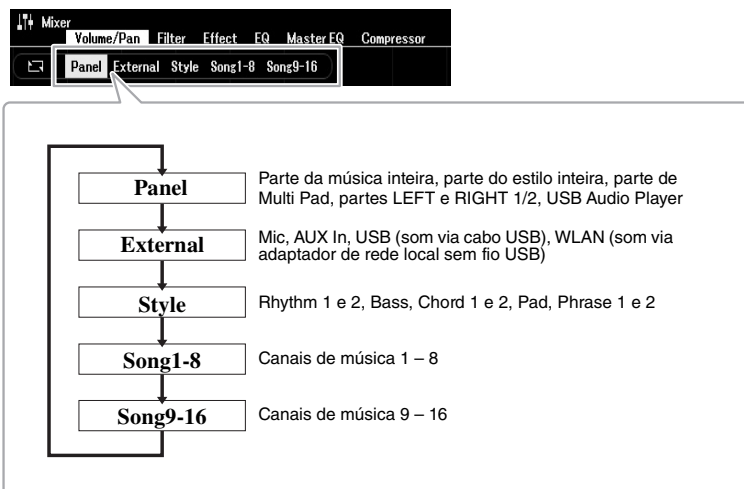 Mixer
Volume/Pan Filter Effect EQ Master EQ Compressor
Panel External Style Song1-8 Song9-16
Panel
Parte da música inteira, parte do estilo inteira, parte de
Multi Pad, partes LEFT e RIGHT 1/2, USB Audio Player
External
Mic, AUX In, USB (som via cabo USB), WLAN (som via
adaptador de rede local sem fio USB)
Style
Rhythm 1 e 2, Bass, Chord 1 e 2, Pad, Phrase 1 e 2
Song1-8
Canais de música 1 – 8
Song9-16
Canais de música 9 – 16